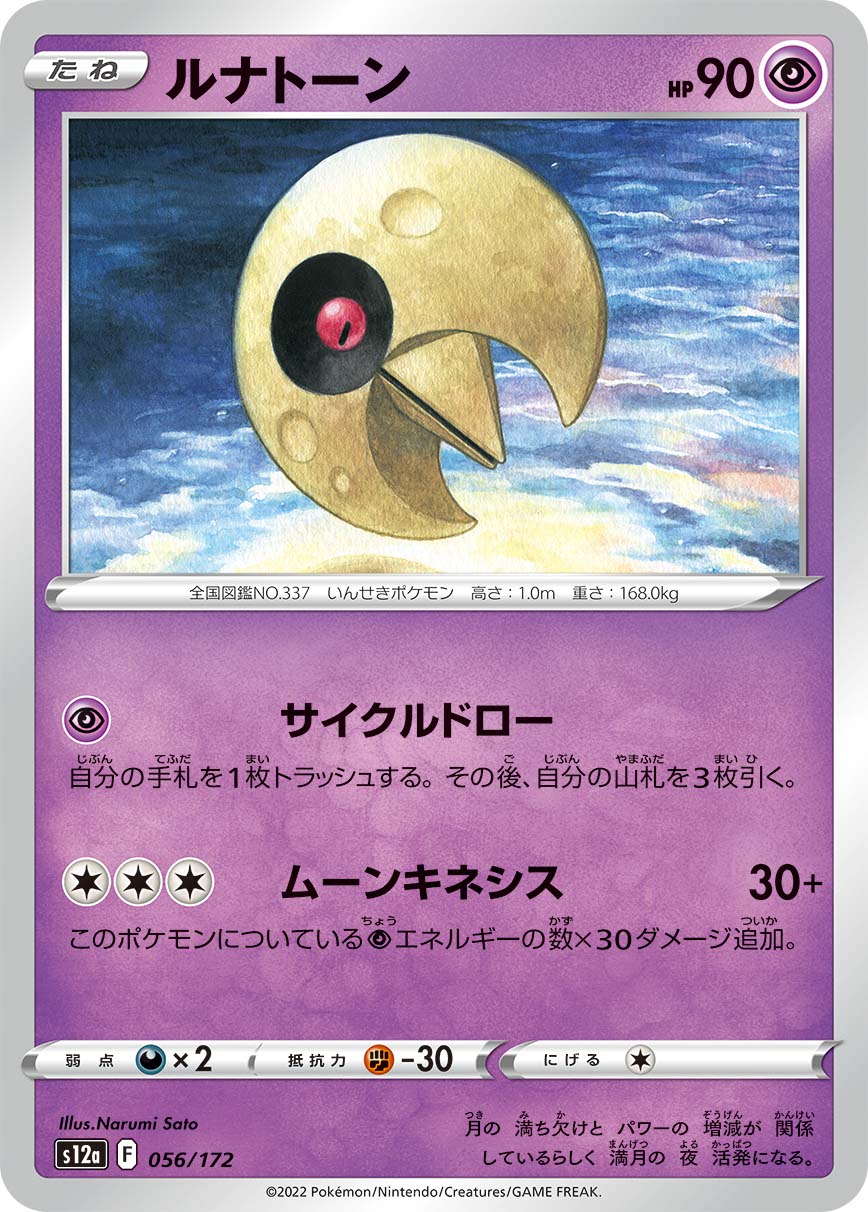 たね ルナトーン HP90
全国図鑑NO.337 いんせきポケモン 高さ:1.0m 重さ:168.0kg
サイクルドロー
自分の手札を1枚トラッシュする。その後、自分の山札を3枚引く。
ムーンキネシス 30+
このポケモンについているエネルギーの数×30ダメージ追加。
弱点 ×2 抵抗力 -30 にげる
Illus.Narumi Sato
月の 満ち欠けと パワーの 増減が 関係
しているらしく 満月の 夜 活発になる。
s12a F 056/172
©2022 Pokémon/Nintendo/Creatures/GAME FREAK.